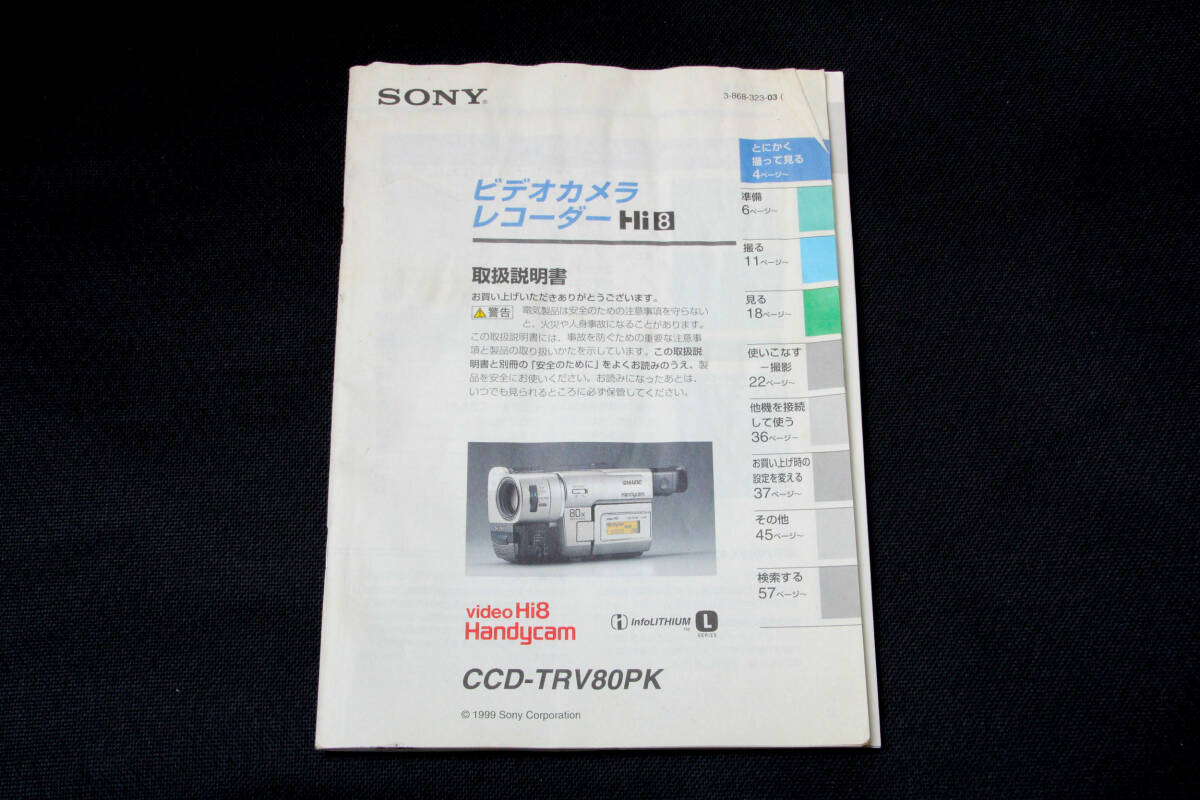 SONY®
3-868-323-03 (
ビデオカメラ
レコーダー Hi8
取扱説明書
お買い上げいただきありがとうございます。
警告 電気製品は安全のための注意事項を守らない
と、火災や人身事故になることがあります。
この取扱説明書には、事故を防ぐための重要な注意事
項と製品の取り扱いかたを示しています。この取扱説
明書と別冊の「安全のために」をよくお読みのうえ、製
品を安全にお使いください。お読みになったあとは、
いつでも見られるところに必ず保管してください。
とにかく
撮って見る
4ページ〜
準備
6ページ〜
撮る
11ページ〜
見る
18ページ〜
使いこなす
−撮影
22ページ〜
他機を接続
して使う
36ページ〜
お買い上げ時の
設定を変える
37ページ〜
その他
45ページ〜
検索する
57ページ〜
Handycam
80x
video Hi8
Handycam
InfoLITHIUM ™ L
SERIES
CCD-TRV80PK
© 1999 Sony Corporation